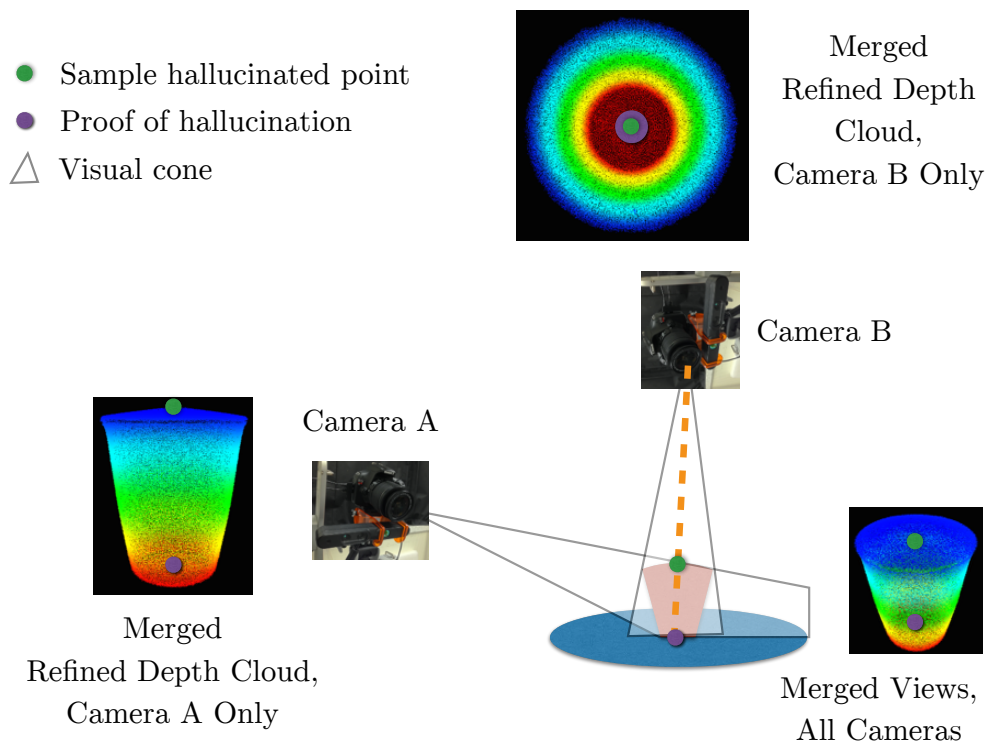 Sample hallucinated point
Proof of hallucination
Visual cone
Merged
Refined Depth
Cloud,
Camera B Only
Camera B
Camera A
Merged
Refined Depth Cloud,
Camera A Only
Merged Views,
All Cameras